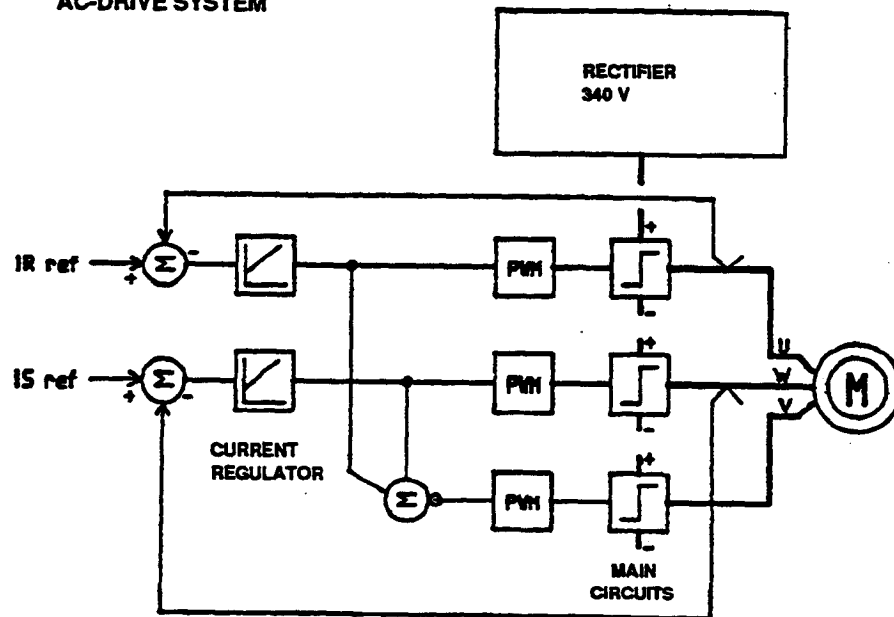 AC-DRIVE SYSTEM
RECTIFIER
340 V
IR ref
+
-
Σ
PWM
+
-
IS ref
+
-
Σ
PWM
+
-
U
W
V
M
CURRENT
REGULATOR
Σ
PWM
+
-
MAIN
CIRCUITS